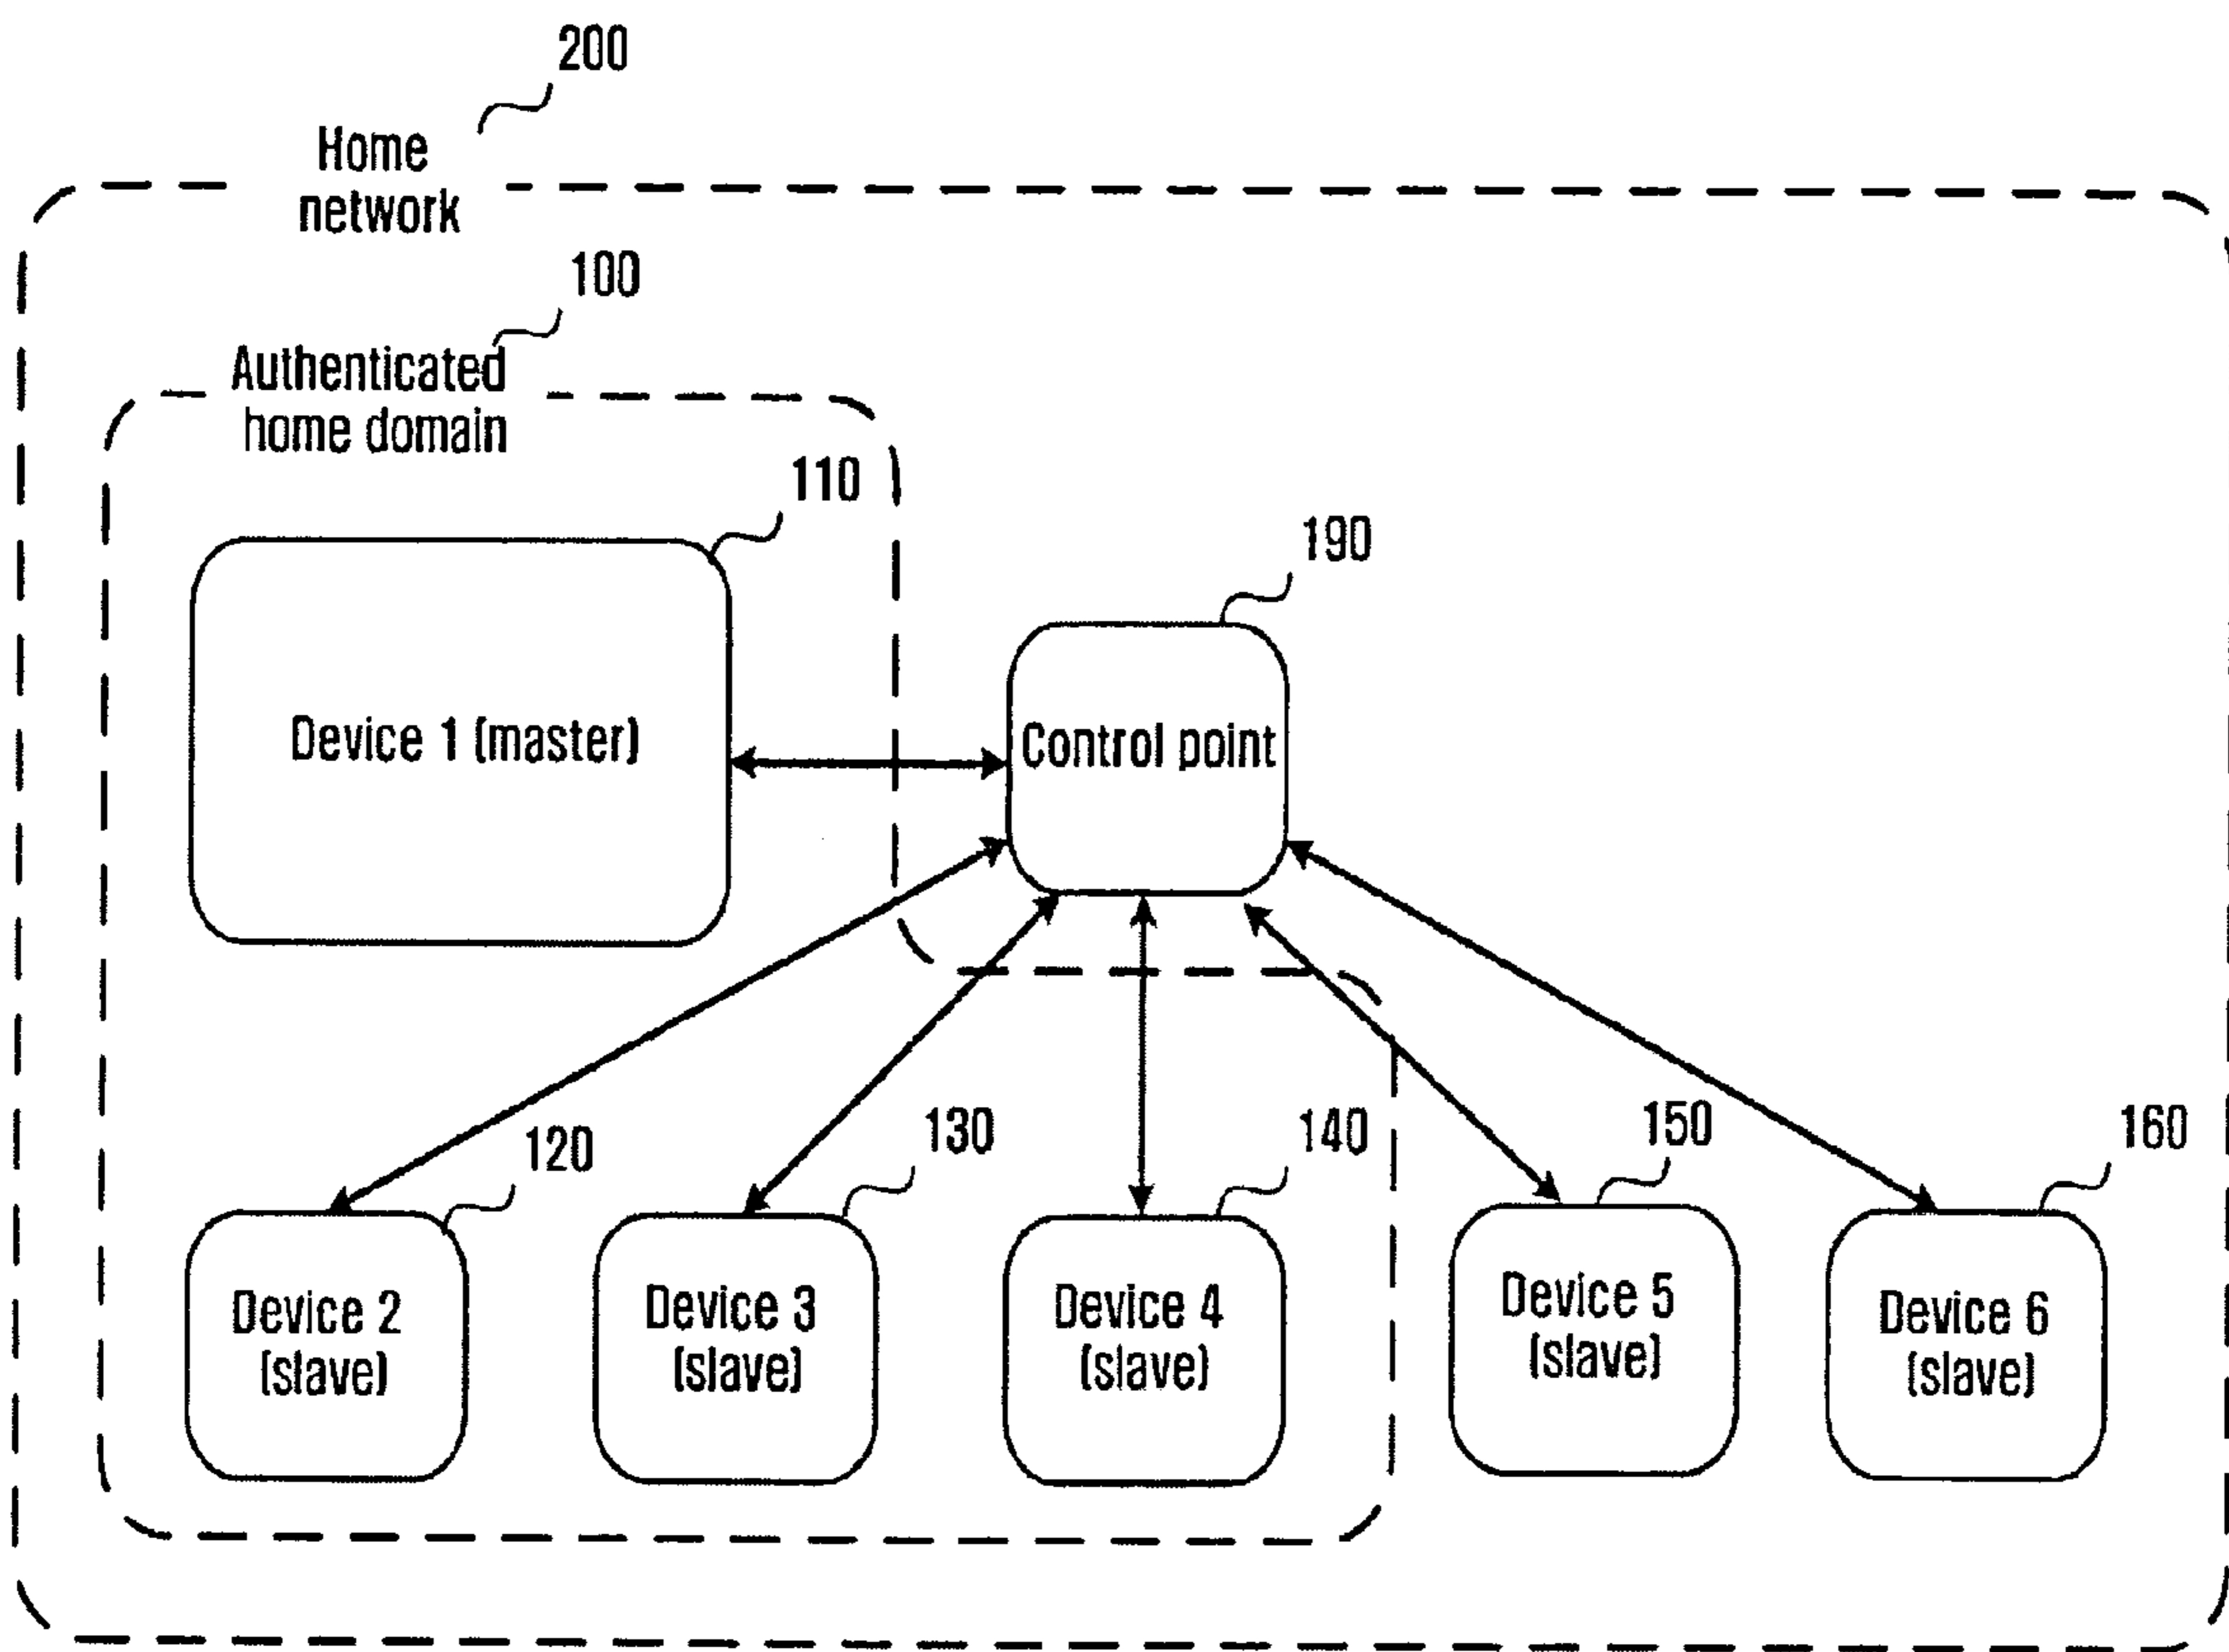 200
Home
network
100
Authenticated
home domain
110
190
Device 1 (master)
Control point
120
130
140
150
160
Device 2
(slave)
Device 3
(slave)
Device 4
(slave)
Device 5
(slave)
Device 6
(slave)